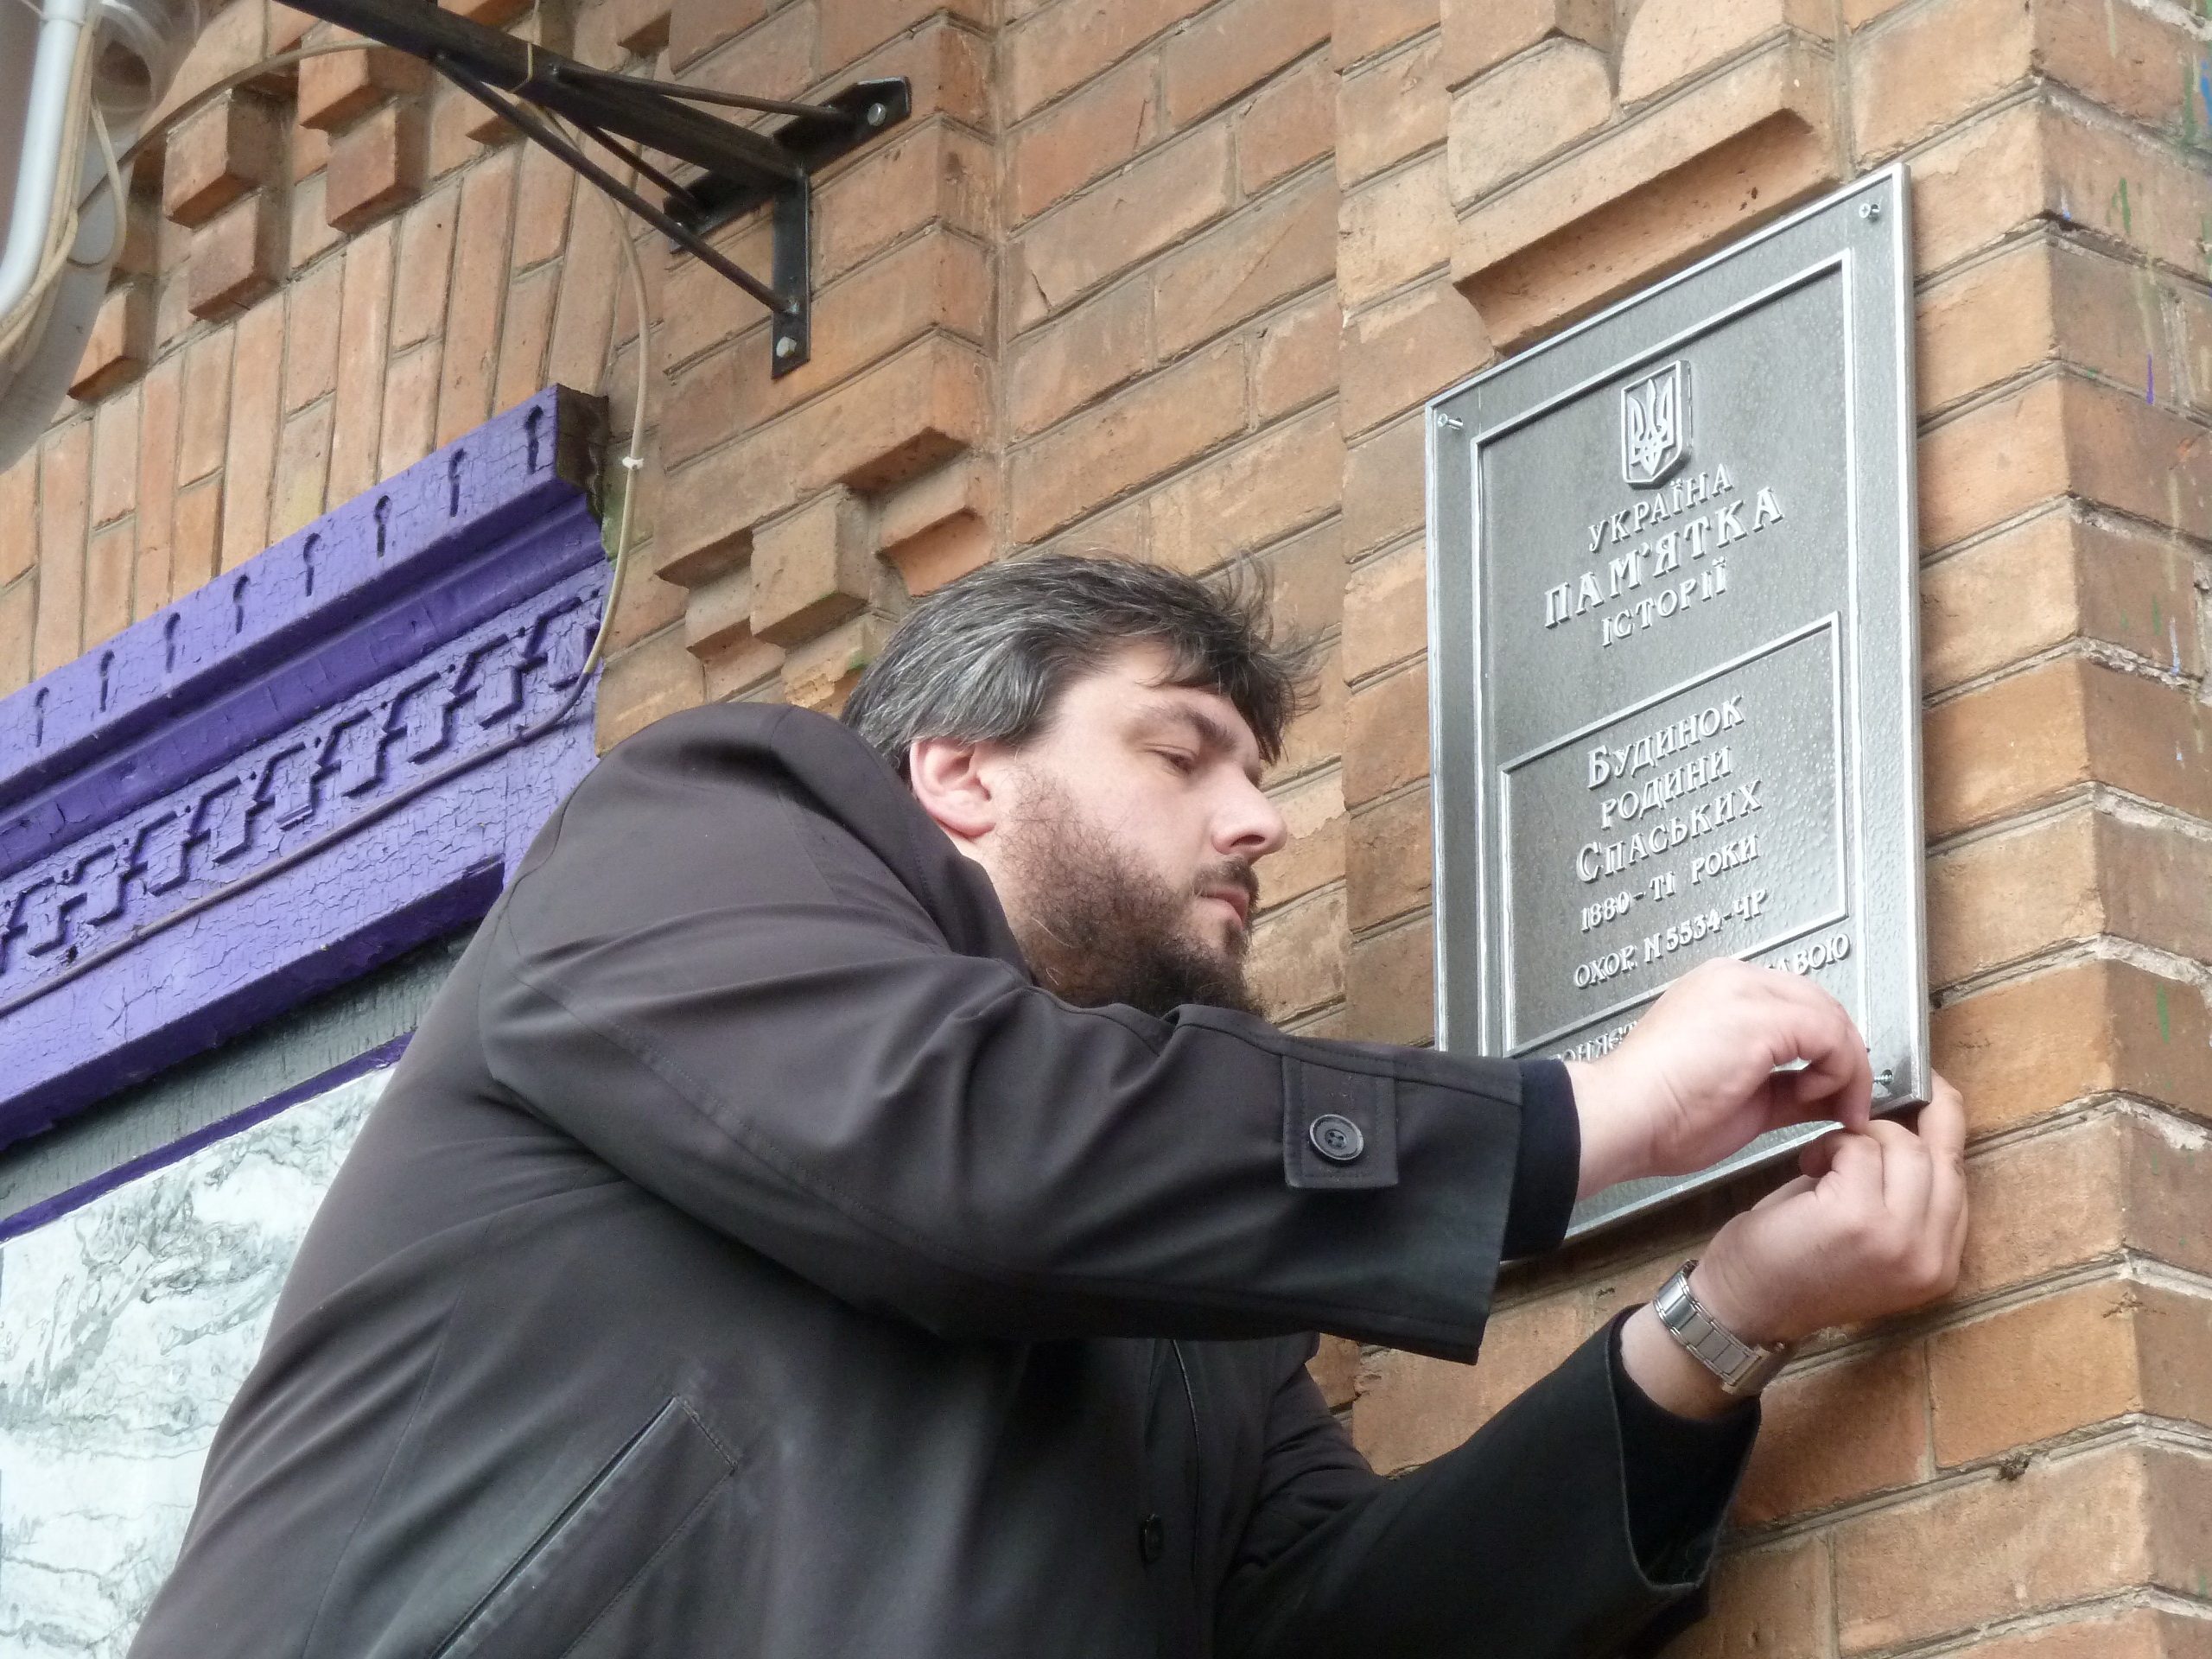 УКРАЇНА
ПАМ'ЯТКА
ІСТОРІЇ
БУДИНОК
РОДИНИ
СПАСЬКИХ
1880-ТІ РОКИ
ОХОР. N 5534-ЧР